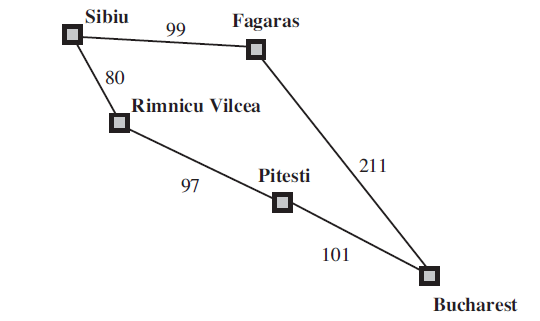 Sibiu
99
Fagaras
80
Rimnicu Vilcea
97
Pitesti
211
101
Bucharest